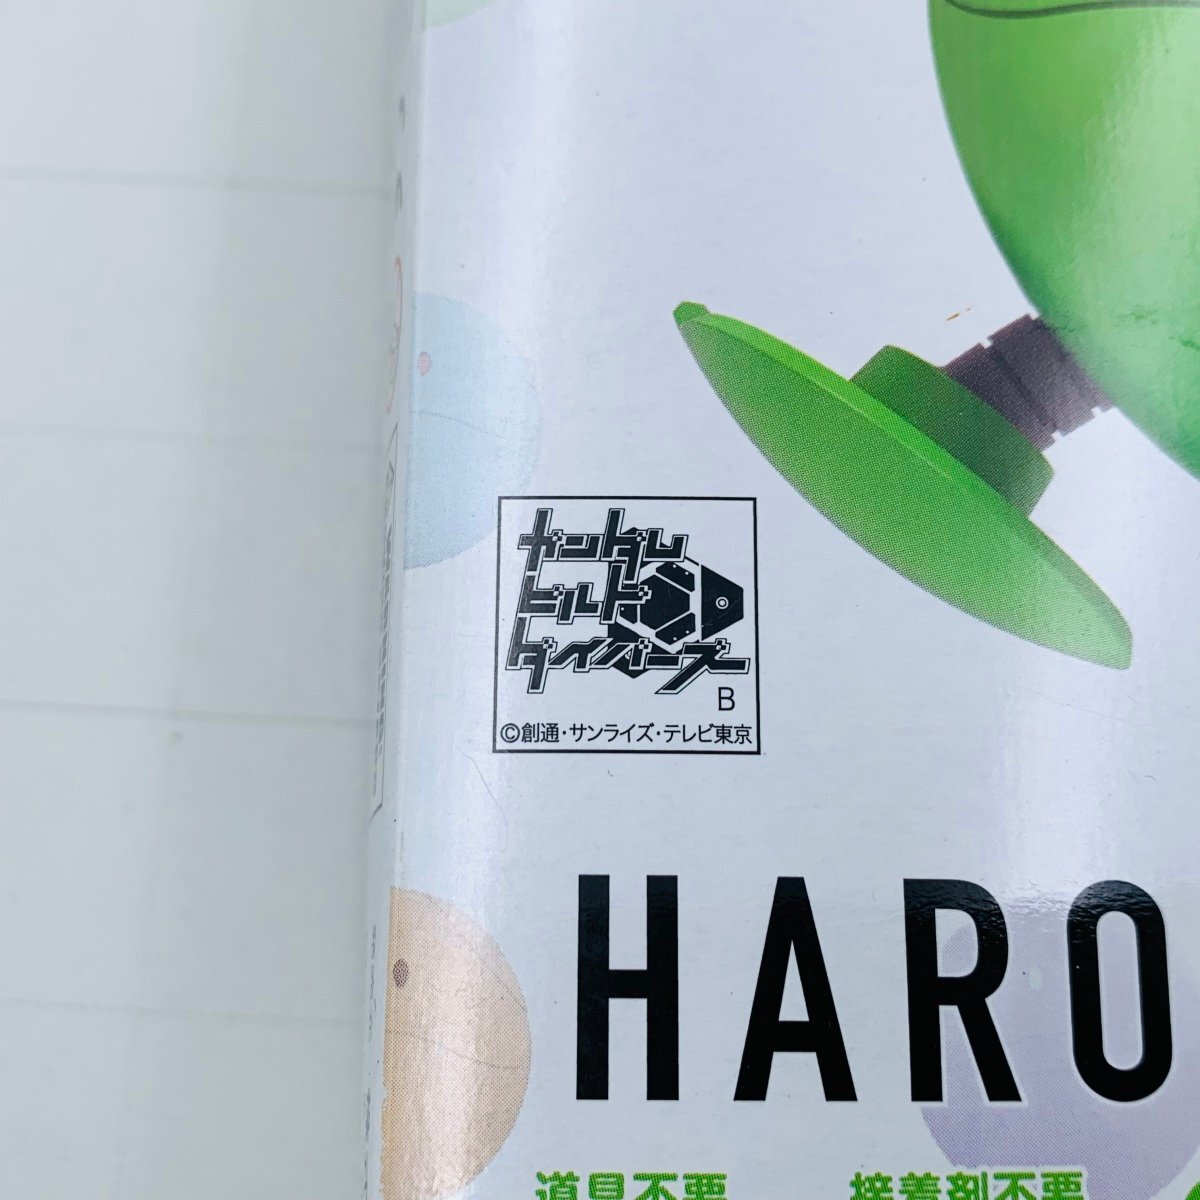 ガンダム
ビルド
ダイバーズ
B
©創通・サンライズ・テレビ東京
HARO
道具不要 接着剤不要